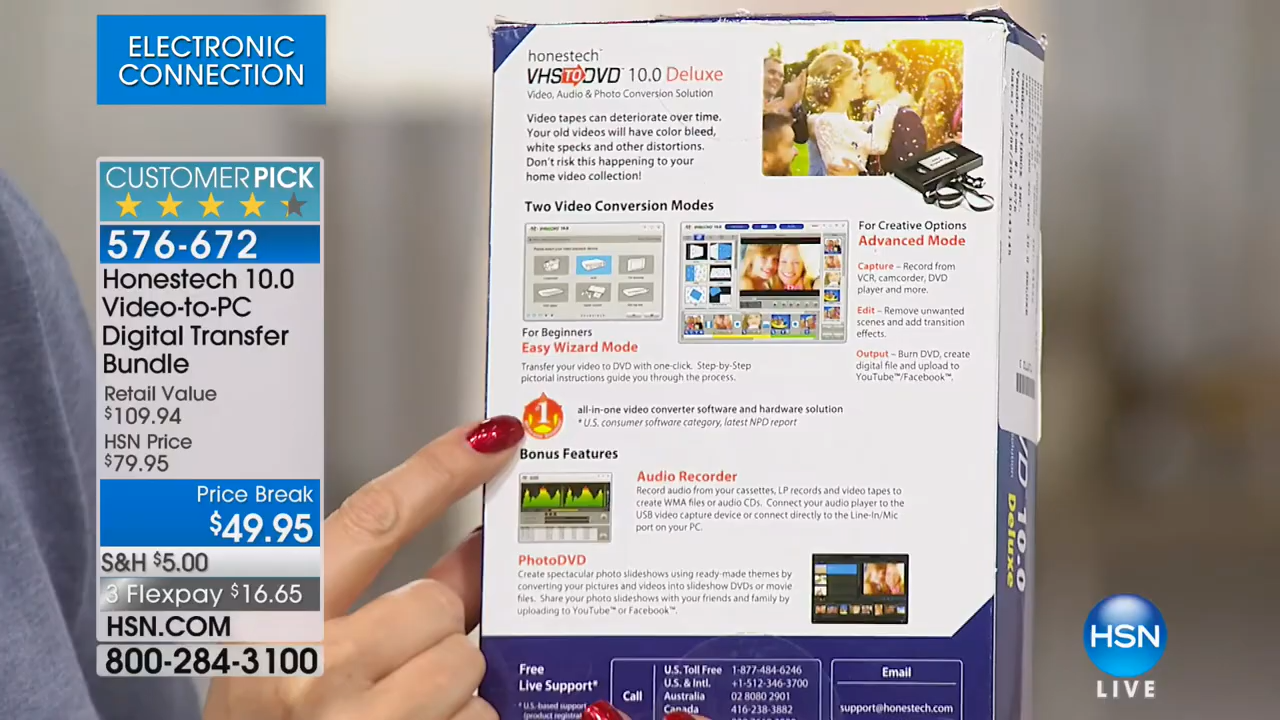 ELECTRONIC
CONNECTION
CUSTOMER PICK
576-672
Honestech 10.0
Video-to-PC
Digital Transfer
Bundle
Retail Value
$109.94
HSN Price
$79.95
Price Break
$49.95
S&H $5.00
3 Flexpay $16.65
HSN.COM
800-284-3100
honestech™
VHS TO DVD™ 10.0 Deluxe
Video, Audio & Photo Conversion Solution
Video tapes can deteriorate over time.
Your old videos will have color bleed,
white specks and other distortions.
Don't risk this happening to your
home video collection!
Two Video Conversion Modes
For Beginners
Easy Wizard Mode
Transfer your video to DVD with one-click. Step-by-Step
pictorial instructions guide you through the process.
For Creative Options
Advanced Mode
Capture – Record from
VCR, camcorder, DVD
player and more.
Edit – Remove unwanted
scenes and add transition
effects.
Output – Burn DVD, create
digital file and upload to
YouTube™/Facebook™.
1
all-in-one video converter software and hardware solution
* U.S. consumer software category, latest NPD report
Bonus Features
Audio Recorder
Record audio from your cassettes, LP records and video tapes to
create WMA files or audio CDs. Connect your audio player to the
USB video capture device or connect directly to the Line-In/Mic
port on your PC.
PhotoDVD
Create spectacular photo slideshows using ready-made themes by
converting your pictures and videos into slideshow DVDs or movie
files. Share your photo slideshows with your friends and family by
uploading to YouTube™ or Facebook™.
Free
Live Support*
* U.S.-based support
(product registrat
Call
U.S. Toll Free 1-877-484-6246
U.S. & Intl. +1-512-346-3700
Australia 02 8080 2901
Canada 416-238-3882
Email
support@honestech.com
D 10.0
Deluxe
HSN
LIVE